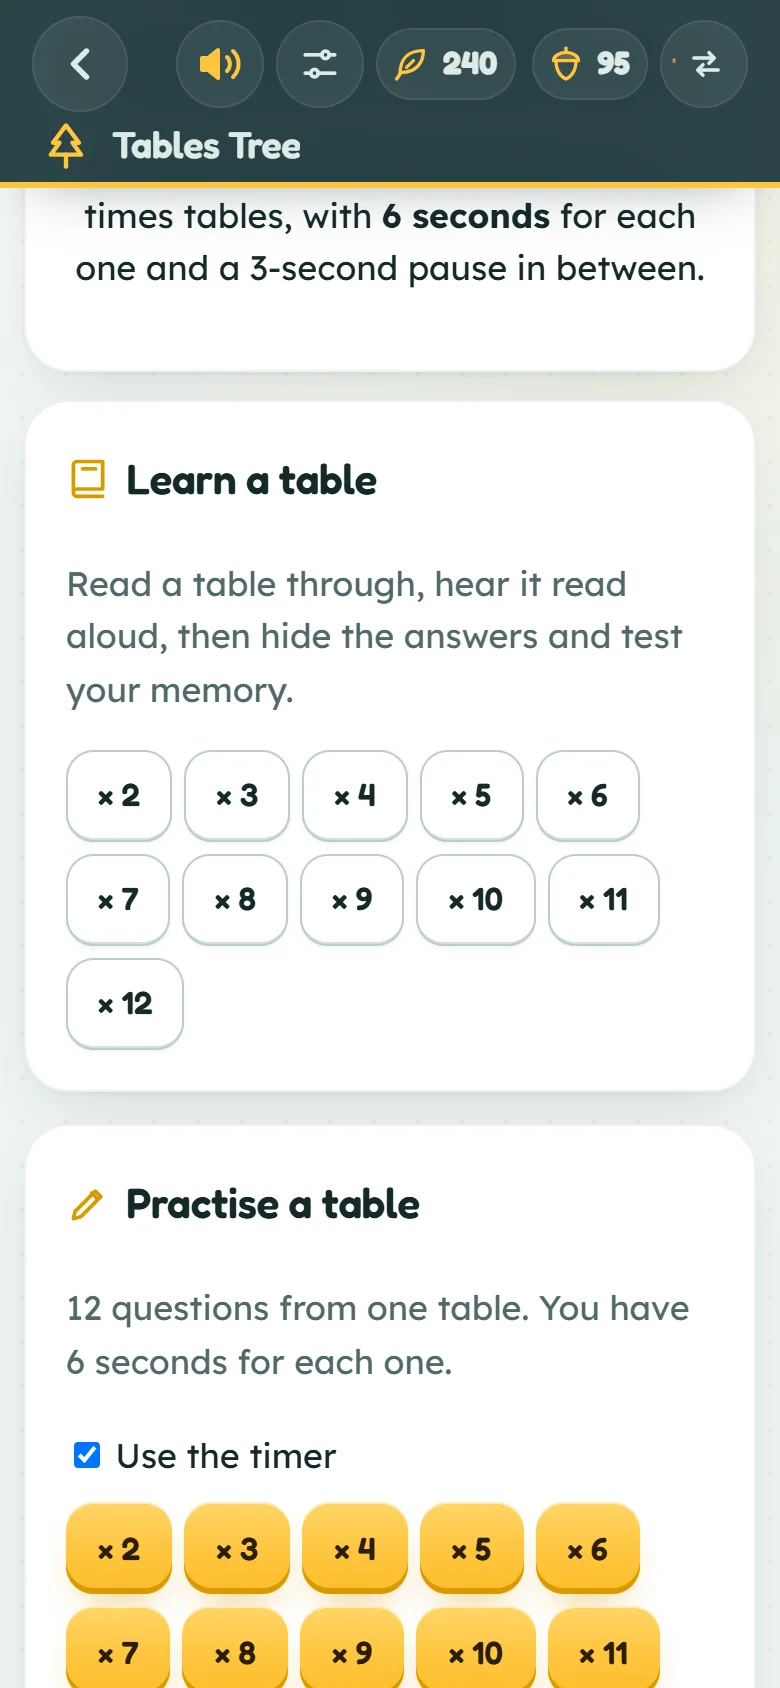 240
95
Tables Tree
times tables, with 6 seconds for each
one and a 3-second pause in between.
Learn a table
Read a table through, hear it read
aloud, then hide the answers and test
your memory.
× 2 × 3 × 4 × 5 × 6
× 7 × 8 × 9 × 10 × 11
× 12
Practise a table
12 questions from one table. You have
6 seconds for each one.
Use the timer
× 2 × 3 × 4 × 5 × 6
× 7 × 8 × 9 × 10 × 11